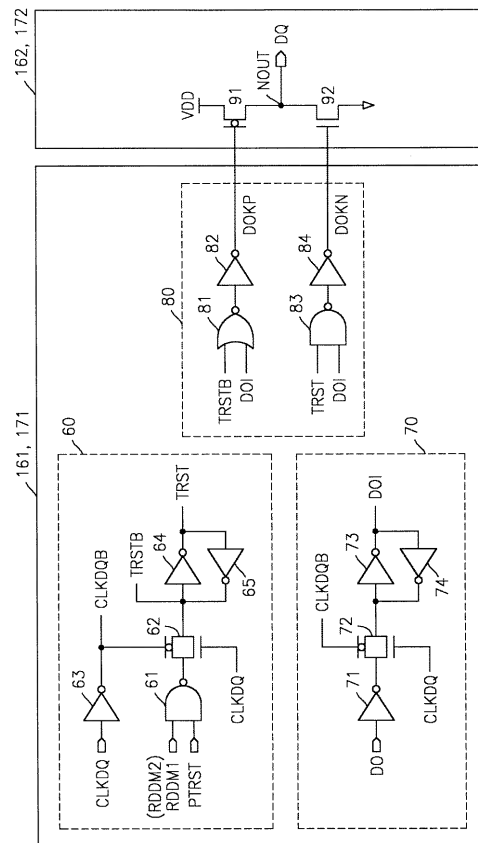 161, 171
162, 172
60
63
CLKDQ
CLKDQB
(RDDM2)
RDDM1
PTRST
61
62
CLKDQ
TRSTB
64
65
TRST
70
DO
71
CLKDQB
72
CLKDQ
73
74
DOI
80
TRSTB
DOI
81
82
DOKP
TRST
DOI
83
84
DOKN
VDD
91
NOUT
DQ
92